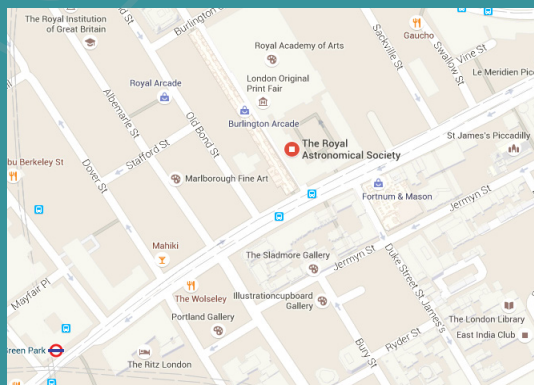 The Royal Institution
of Great Britain
Burlington
Royal Academy of Arts
Sackville St
Gaucho
Swallow St
Vine St
Le Meridien Picc
Royal Arcade
London Original
Print Fair
Albemarle St
Old Bond St
Burlington Arcade
The Royal
Astronomical Society
St James's Piccadilly
Stafford St
bu Berkeley St
Dover St
Marlborough Fine Art
Fortnum & Mason
Jermyn St
Mahiki
The Sladmore Gallery
Jermyn St
Duke Street St James's
Mayfair Pl
The Wolseley
Illustrationcupboard
Gallery
Portland Gallery
The London Library
East India Club
Green Park
The Ritz London
Bury St
Ryder St